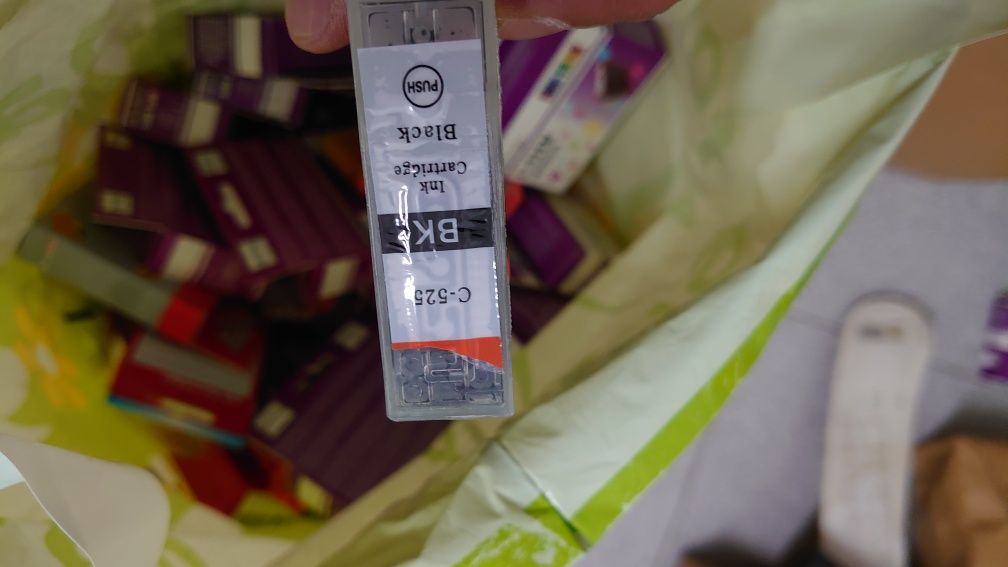 C-525
BK
Ink
Cartridge
Black
PUSH